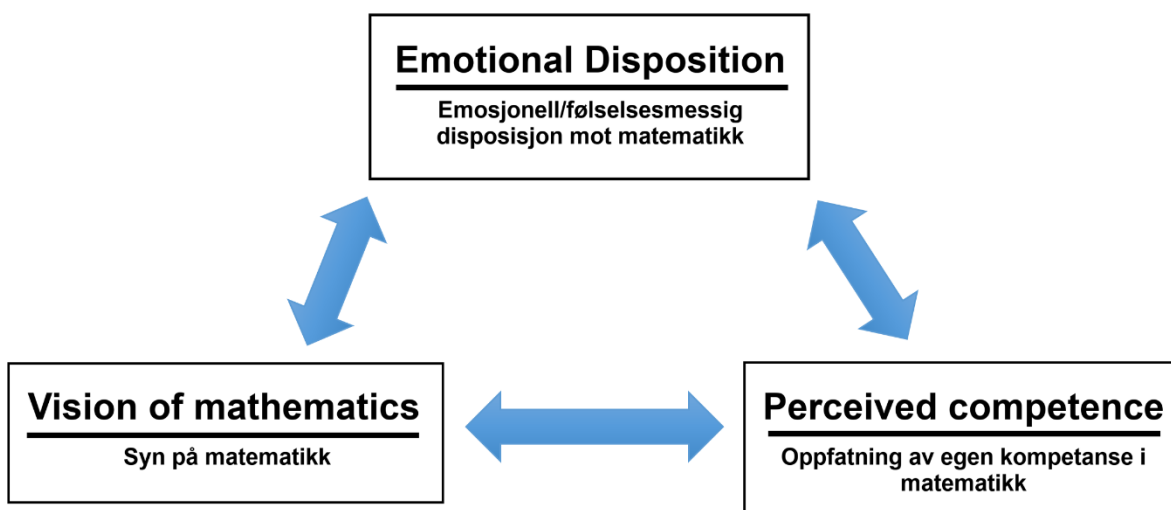 Emotional Disposition
Emosjonell/følselsesmessig
disposisjon mot matematikk
Vision of mathematics
Syn på matematikk
Perceived competence
Oppfatning av egen kompetanse i
matematikk